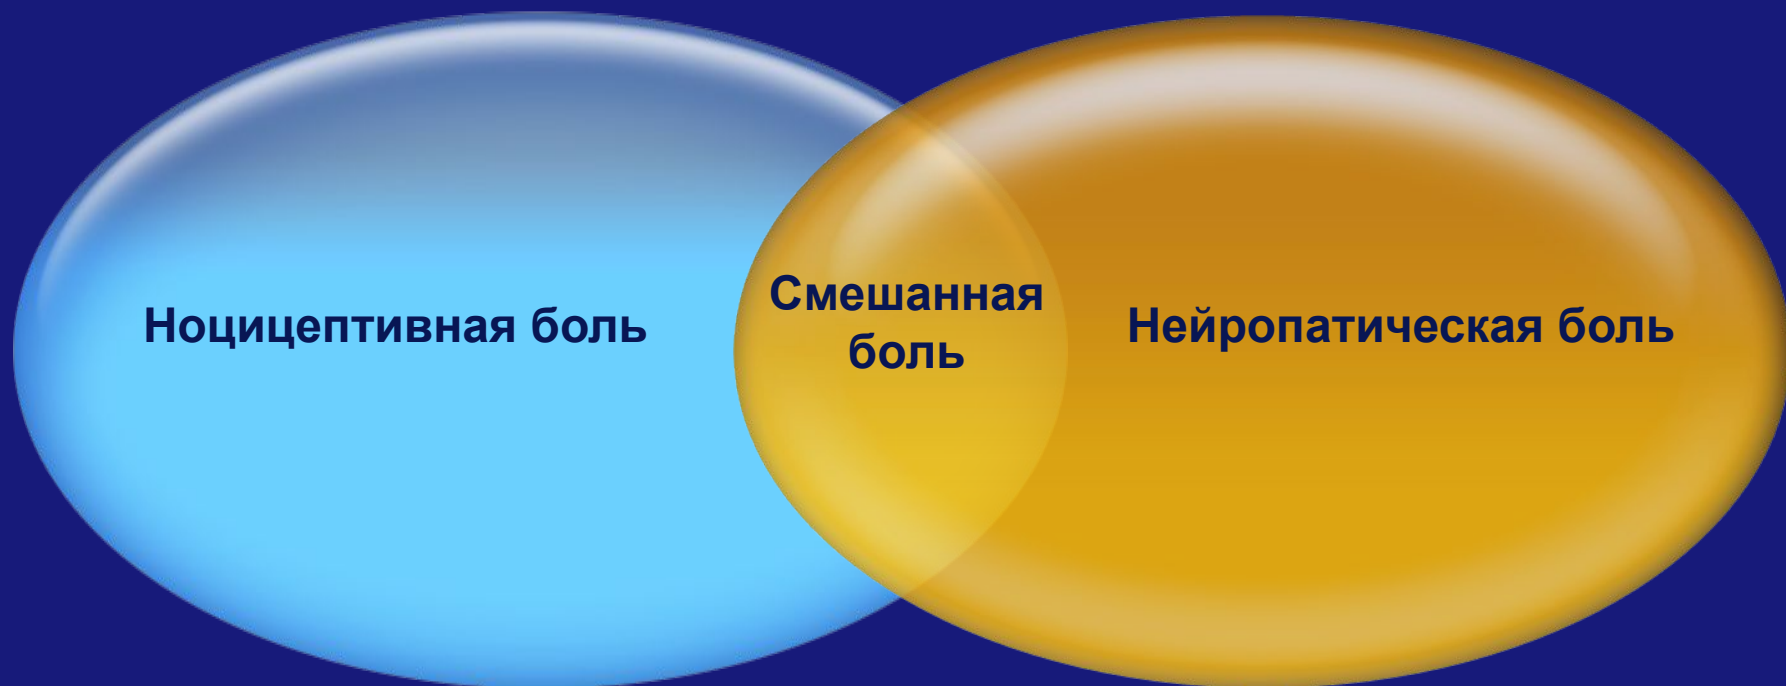 Ноцицептивная боль
Смешанная
боль
Нейропатическая боль